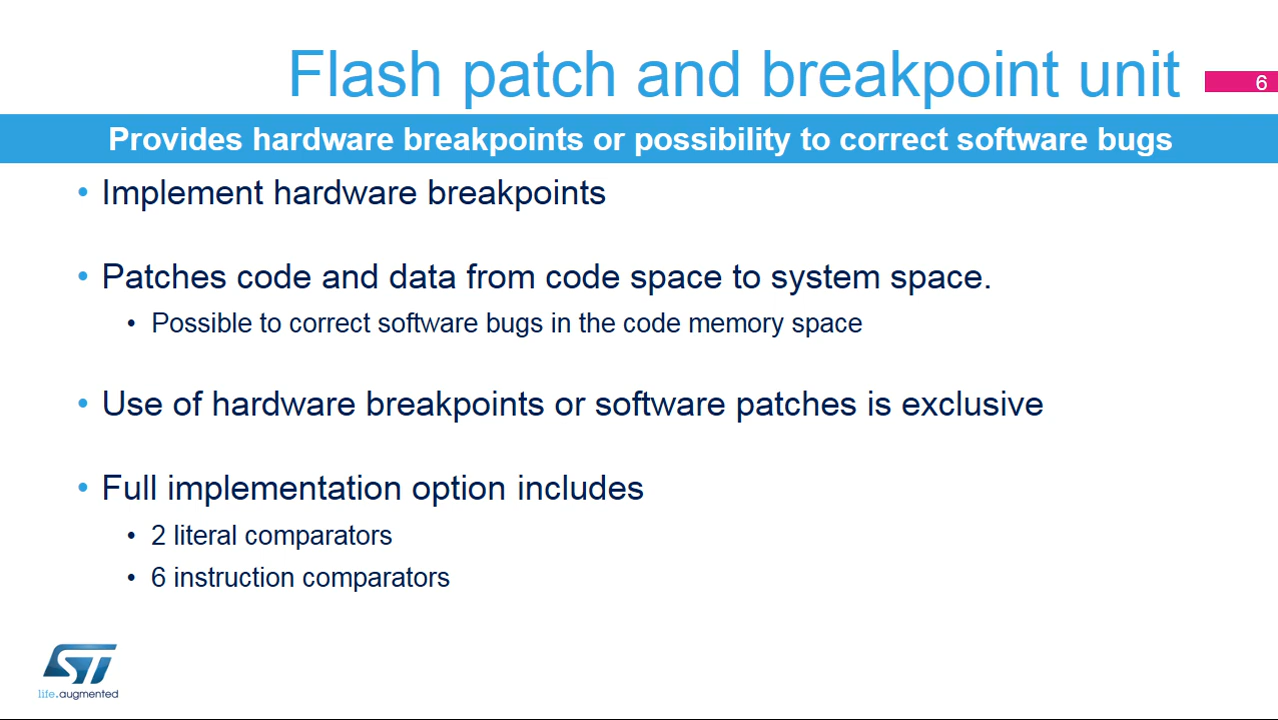 Flash patch and breakpoint unit
6
Provides hardware breakpoints or possibility to correct software bugs
• Implement hardware breakpoints
• Patches code and data from code space to system space.
• Possible to correct software bugs in the code memory space
• Use of hardware breakpoints or software patches is exclusive
• Full implementation option includes
• 2 literal comparators
• 6 instruction comparators
ST
life.augmented